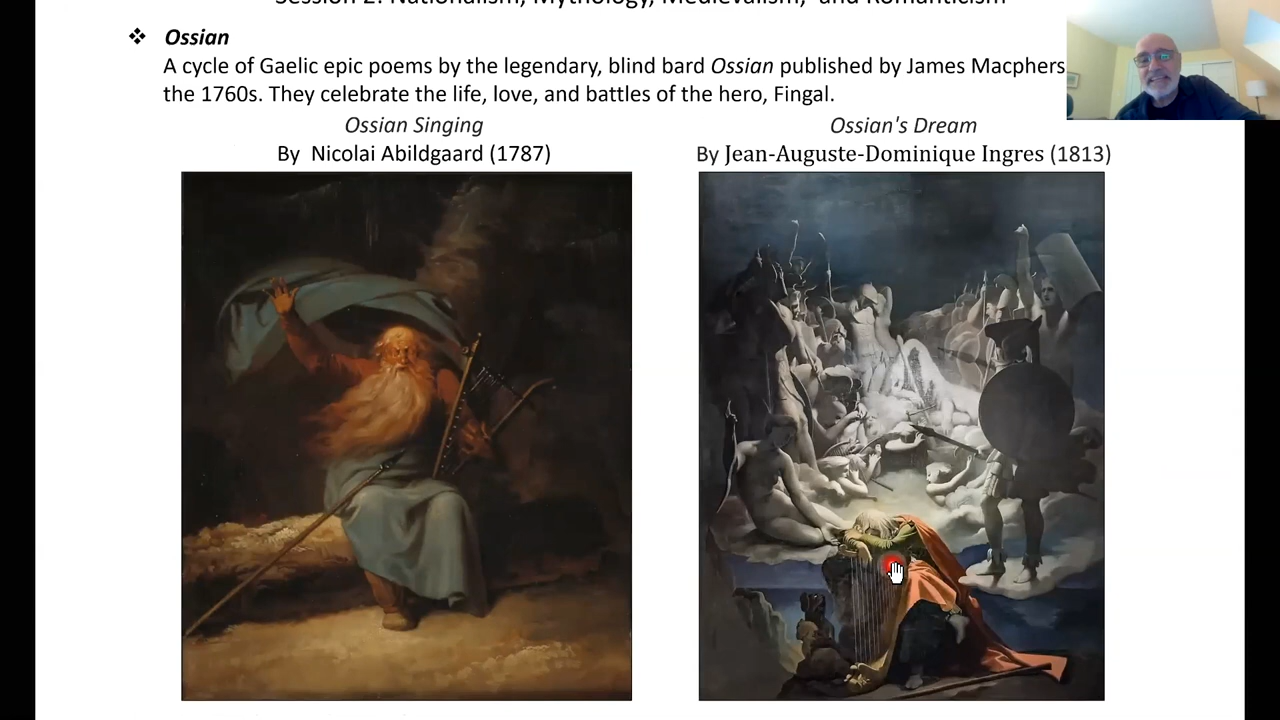 Session 2: Nationalism, Mythology, Medievalism, and Romanticism
❖ Ossian
A cycle of Gaelic epic poems by the legendary, blind bard Ossian published by James Macphers
the 1760s. They celebrate the life, love, and battles of the hero, Fingal.
Ossian Singing
By Nicolai Abildgaard (1787)
Ossian's Dream
By Jean-Auguste-Dominique Ingres (1813)